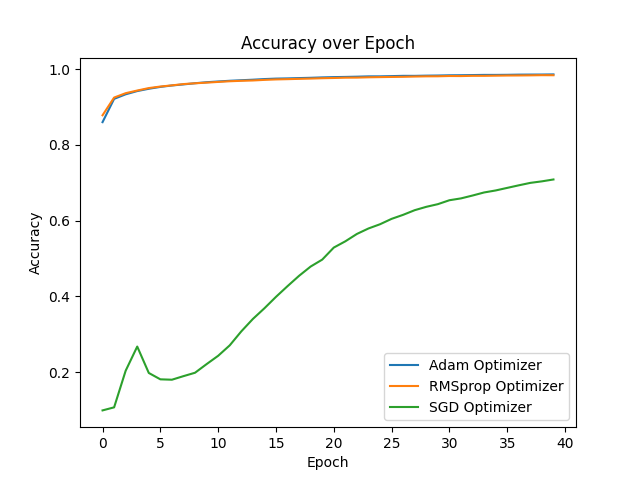 Accuracy over Epoch
1.0
0.8
0.6
0.4
0.2
Accuracy
Adam Optimizer
RMSprop Optimizer
SGD Optimizer
0 5 10 15 20 25 30 35 40
Epoch